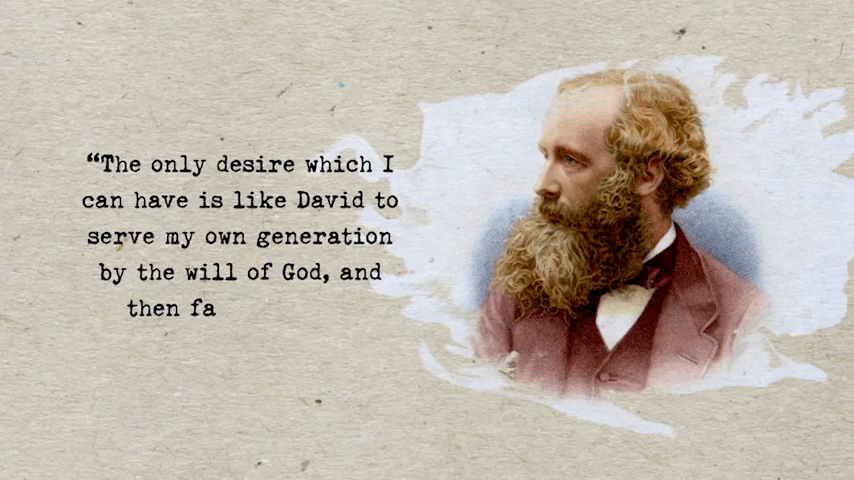 “The only desire which I
can have is like David to
serve my own generation
by the will of God, and
then fa